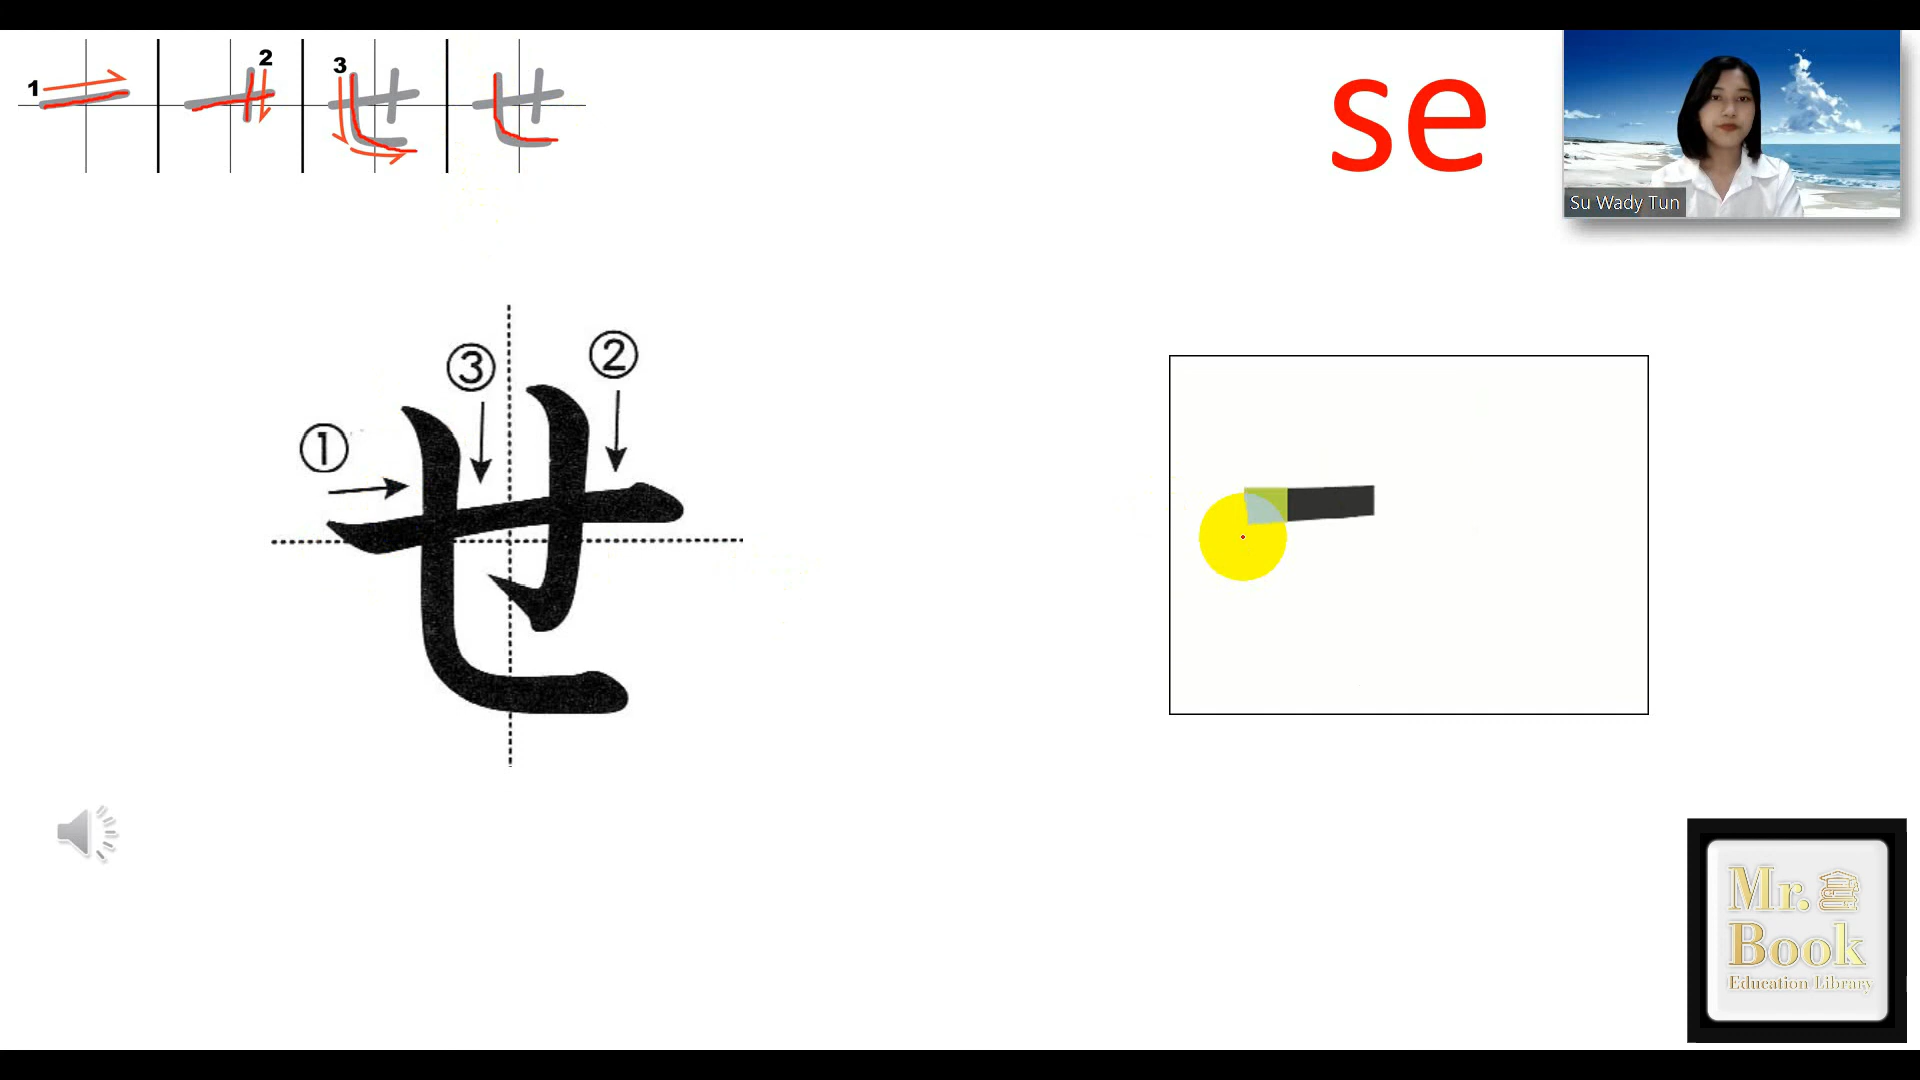 1
2
3
se
Su Wady Tun
③
②
①
せ
Mr.
Book
Education Library